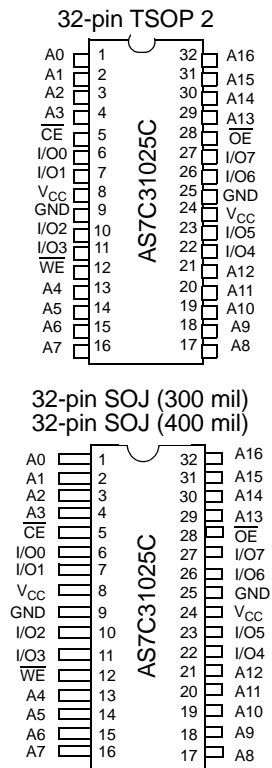 32-pin TSOP 2
A0 1 32 A16
A1 2 31 A15
A2 3 30 A14
A3 4 29 A13
CE 5 28 OE
I/O0 6 27 I/O7
I/O1 7 26 I/O6
VCC 8 25 GND
GND 9 24 VCC
I/O2 10 23 I/O5
I/O3 11 22 I/O4
WE 12 21 A12
A4 13 20 A11
A5 14 19 A10
A6 15 18 A9
A7 16 17 A8
AS7C31025C
32-pin SOJ (300 mil)
32-pin SOJ (400 mil)
A0 1 32 A16
A1 2 31 A15
A2 3 30 A14
A3 4 29 A13
CE 5 28 OE
I/O0 6 27 I/O7
I/O1 7 26 I/O6
VCC 8 25 GND
GND 9 24 VCC
I/O2 10 23 I/O5
I/O3 11 22 I/O4
WE 12 21 A12
A4 13 20 A11
A5 14 19 A10
A6 15 18 A9
A7 16 17 A8
AS7C31025C